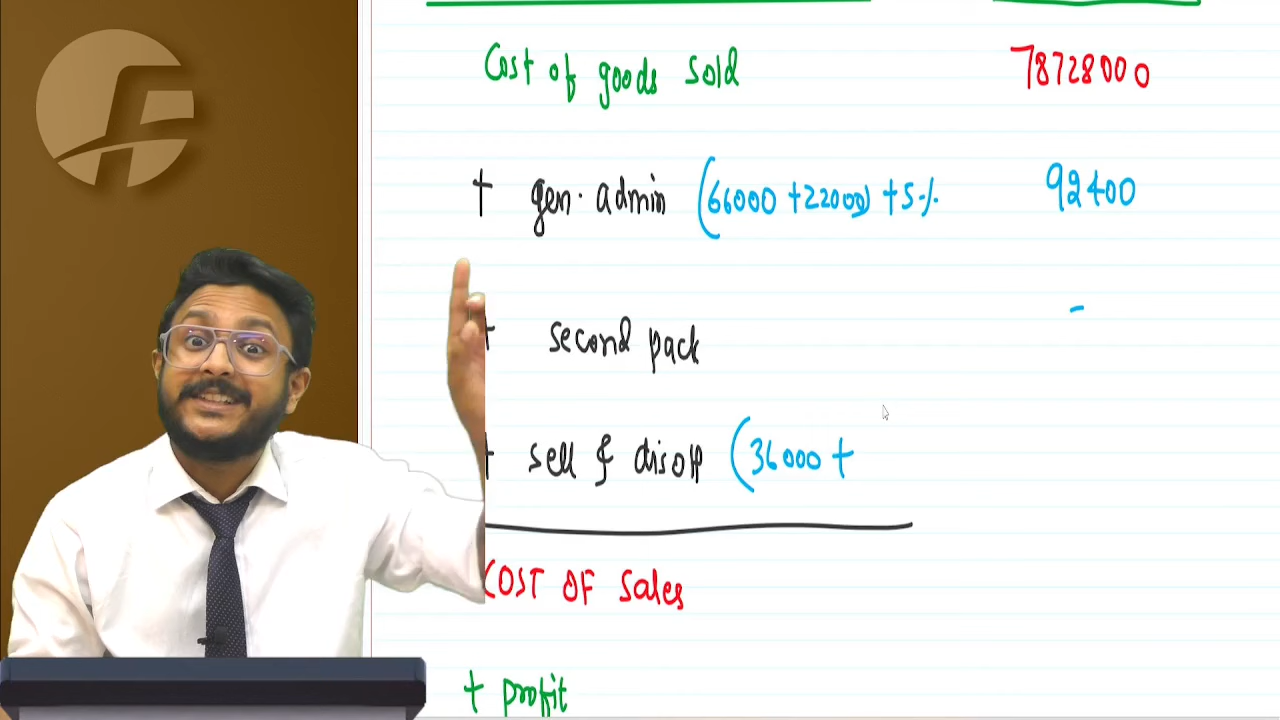 Cost of goods sold 78728000
+ gen. admin (66000 + 22000) + 5% 92400
+ second pack -
+ sell & (36000 +
COST OF Sales
+ profit